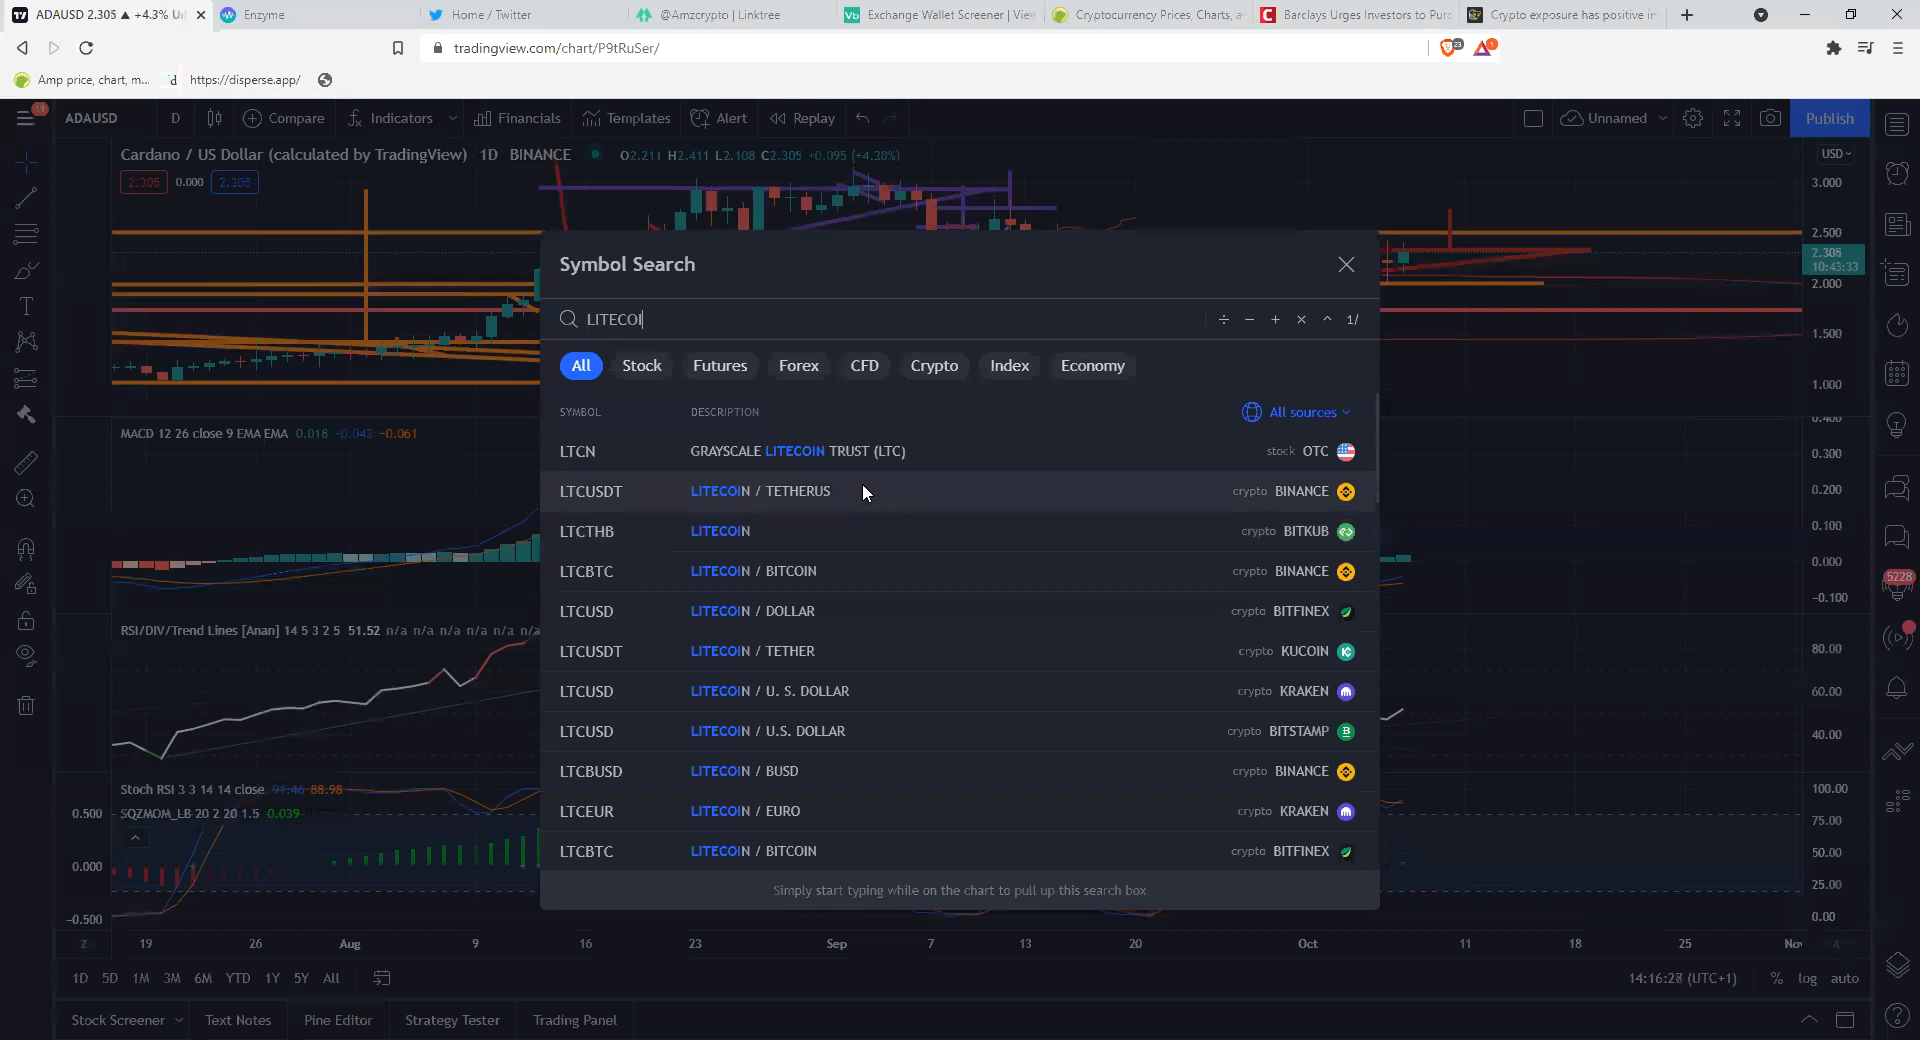 ADAUSD 2.305 ▲ +4.3% Un
Enzyme
Home / Twitter
@Amzcrypto | Linktree
Exchange Wallet Screener | Vie
Cryptocurrency Prices, Charts, a
Barclays Urges Investors to Purc
Crypto exposure has positive im
tradingview.com/chart/P9tRuSer/
23
1
Amp price, chart, m...
d https://disperse.app/
11
ADAUSD D Compare Indicators Financials Templates Alert Replay Unnamed Publish
Cardano / US Dollar (calculated by TradingView) 1D BINANCE O2.211 H2.411 L2.108 C2.305 +0.095 (+4.30%)
USD
2.305 0.000 2.305
3.000
2.500
2.305
10:43:33
2.000
1.500
1.000
Symbol Search
LITECOI
÷ − + × ^ 1/
All Stock Futures Forex CFD Crypto Index Economy
SYMBOL DESCRIPTION All sources
LTCN GRAYSCALE LITECOIN TRUST (LTC) stock OTC
LTCUSDT LITECOIN / TETHERUS crypto BINANCE
LTCTHB LITECOIN crypto BITKUB
LTCBTC LITECOIN / BITCOIN crypto BINANCE
LTCUSD LITECOIN / DOLLAR crypto BITFINEX
LTCUSDT LITECOIN / TETHER crypto KUCOIN
LTCUSD LITECOIN / U. S. DOLLAR crypto KRAKEN
LTCUSD LITECOIN / U.S. DOLLAR crypto BITSTAMP
LTCBUSD LITECOIN / BUSD crypto BINANCE
LTCEUR LITECOIN / EURO crypto KRAKEN
LTCBTC LITECOIN / BITCOIN crypto BITFINEX
Simply start typing while on the chart to pull up this search box
MACD 12 26 close 9 EMA EMA 0.018 −0.042 −0.061
0.400
0.300
0.200
0.100
0.000
−0.100
5228
RSI/DIV/Trend Lines [Anan] 14 5 3 2 5 51.52 n/a n/a n/a n/a n/a n/a
80.00
60.00
40.00
Stoch RSI 3 3 14 14 close 91.46 88.98
SQZMOM_LB 20 2 20 1.5 0.039
0.500
0.000
−0.500
100.00
75.00
50.00
25.00
0.00
Z 19 26 Aug 9 16 23 Sep 7 13 20 Oct 11 18 25 Nov A
1D 5D 1M 3M 6M YTD 1Y 5Y All
14:16:28 (UTC+1) % log auto
Stock Screener Text Notes Pine Editor Strategy Tester Trading Panel